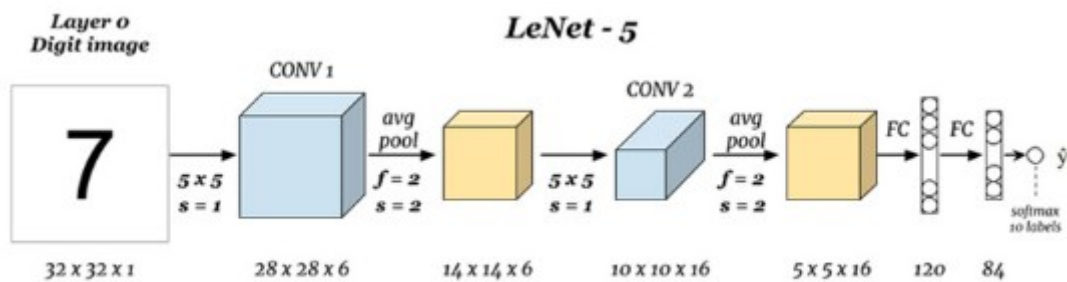 Layer 0
Digit image
LeNet - 5
7
CONV 1
CONV 2
5 x 5
s = 1
avg
pool
f = 2
s = 2
5 x 5
s = 1
avg
pool
f = 2
s = 2
FC
FC
ŷ
softmax
10 labels
32 x 32 x 1
28 x 28 x 6
14 x 14 x 6
10 x 10 x 16
5 x 5 x 16
120
84